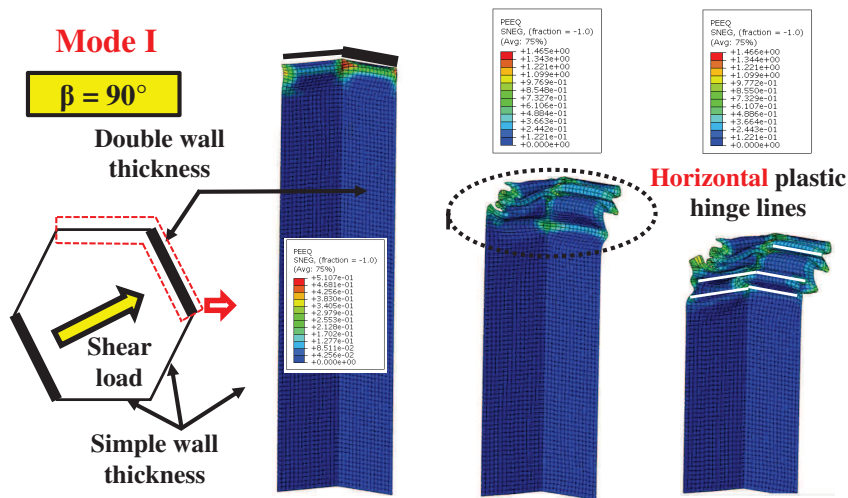 Mode I
β = 90°
Double wall
thickness
Shear
load
Simple wall
thickness
PEEQ
SNEG, (fraction = -1.0)
(Avg: 75%)
+5.107e-01
+4.681e-01
+4.256e-01
+3.830e-01
+3.405e-01
+2.979e-01
+2.553e-01
+2.128e-01
+1.702e-01
+1.277e-01
+8.511e-02
+4.256e-02
+0.000e+00
PEEQ
SNEG, (fraction = -1.0)
(Avg: 75%)
+1.465e+00
+1.343e+00
+1.221e+00
+1.099e+00
+9.769e-01
+8.548e-01
+7.327e-01
+6.106e-01
+4.884e-01
+3.663e-01
+2.442e-01
+1.221e-01
+0.000e+00
PEEQ
SNEG, (fraction = -1.0)
(Avg: 75%)
+1.466e+00
+1.344e+00
+1.221e+00
+1.099e+00
+9.772e-01
+8.550e-01
+7.329e-01
+6.107e-01
+4.886e-01
+3.664e-01
+2.443e-01
+1.221e-01
+0.000e+00
Horizontal plastic
hinge lines